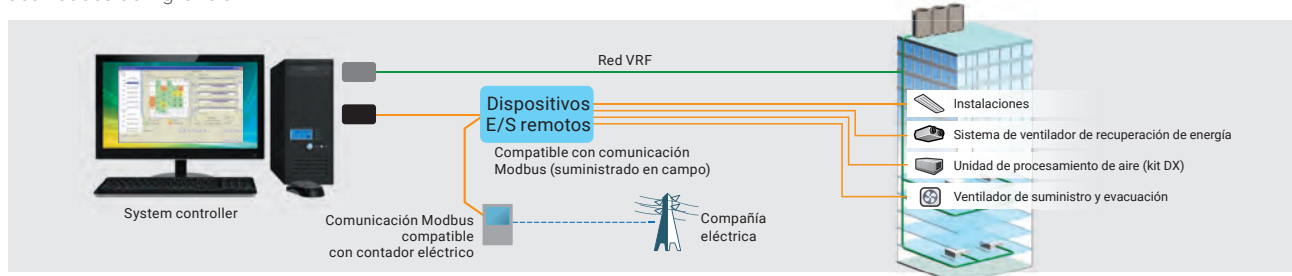 Red VRF
Dispositivos
E/S remotos
Compatible con comunicación
Modbus (suministrado en campo)
System controller
Comunicación Modbus
compatible
con contador eléctrico
Compañía
eléctrica
Instalaciones
Sistema de ventilador de recuperación de energía
Unidad de procesamiento de aire (kit DX)
Ventilador de suministro y evacuación